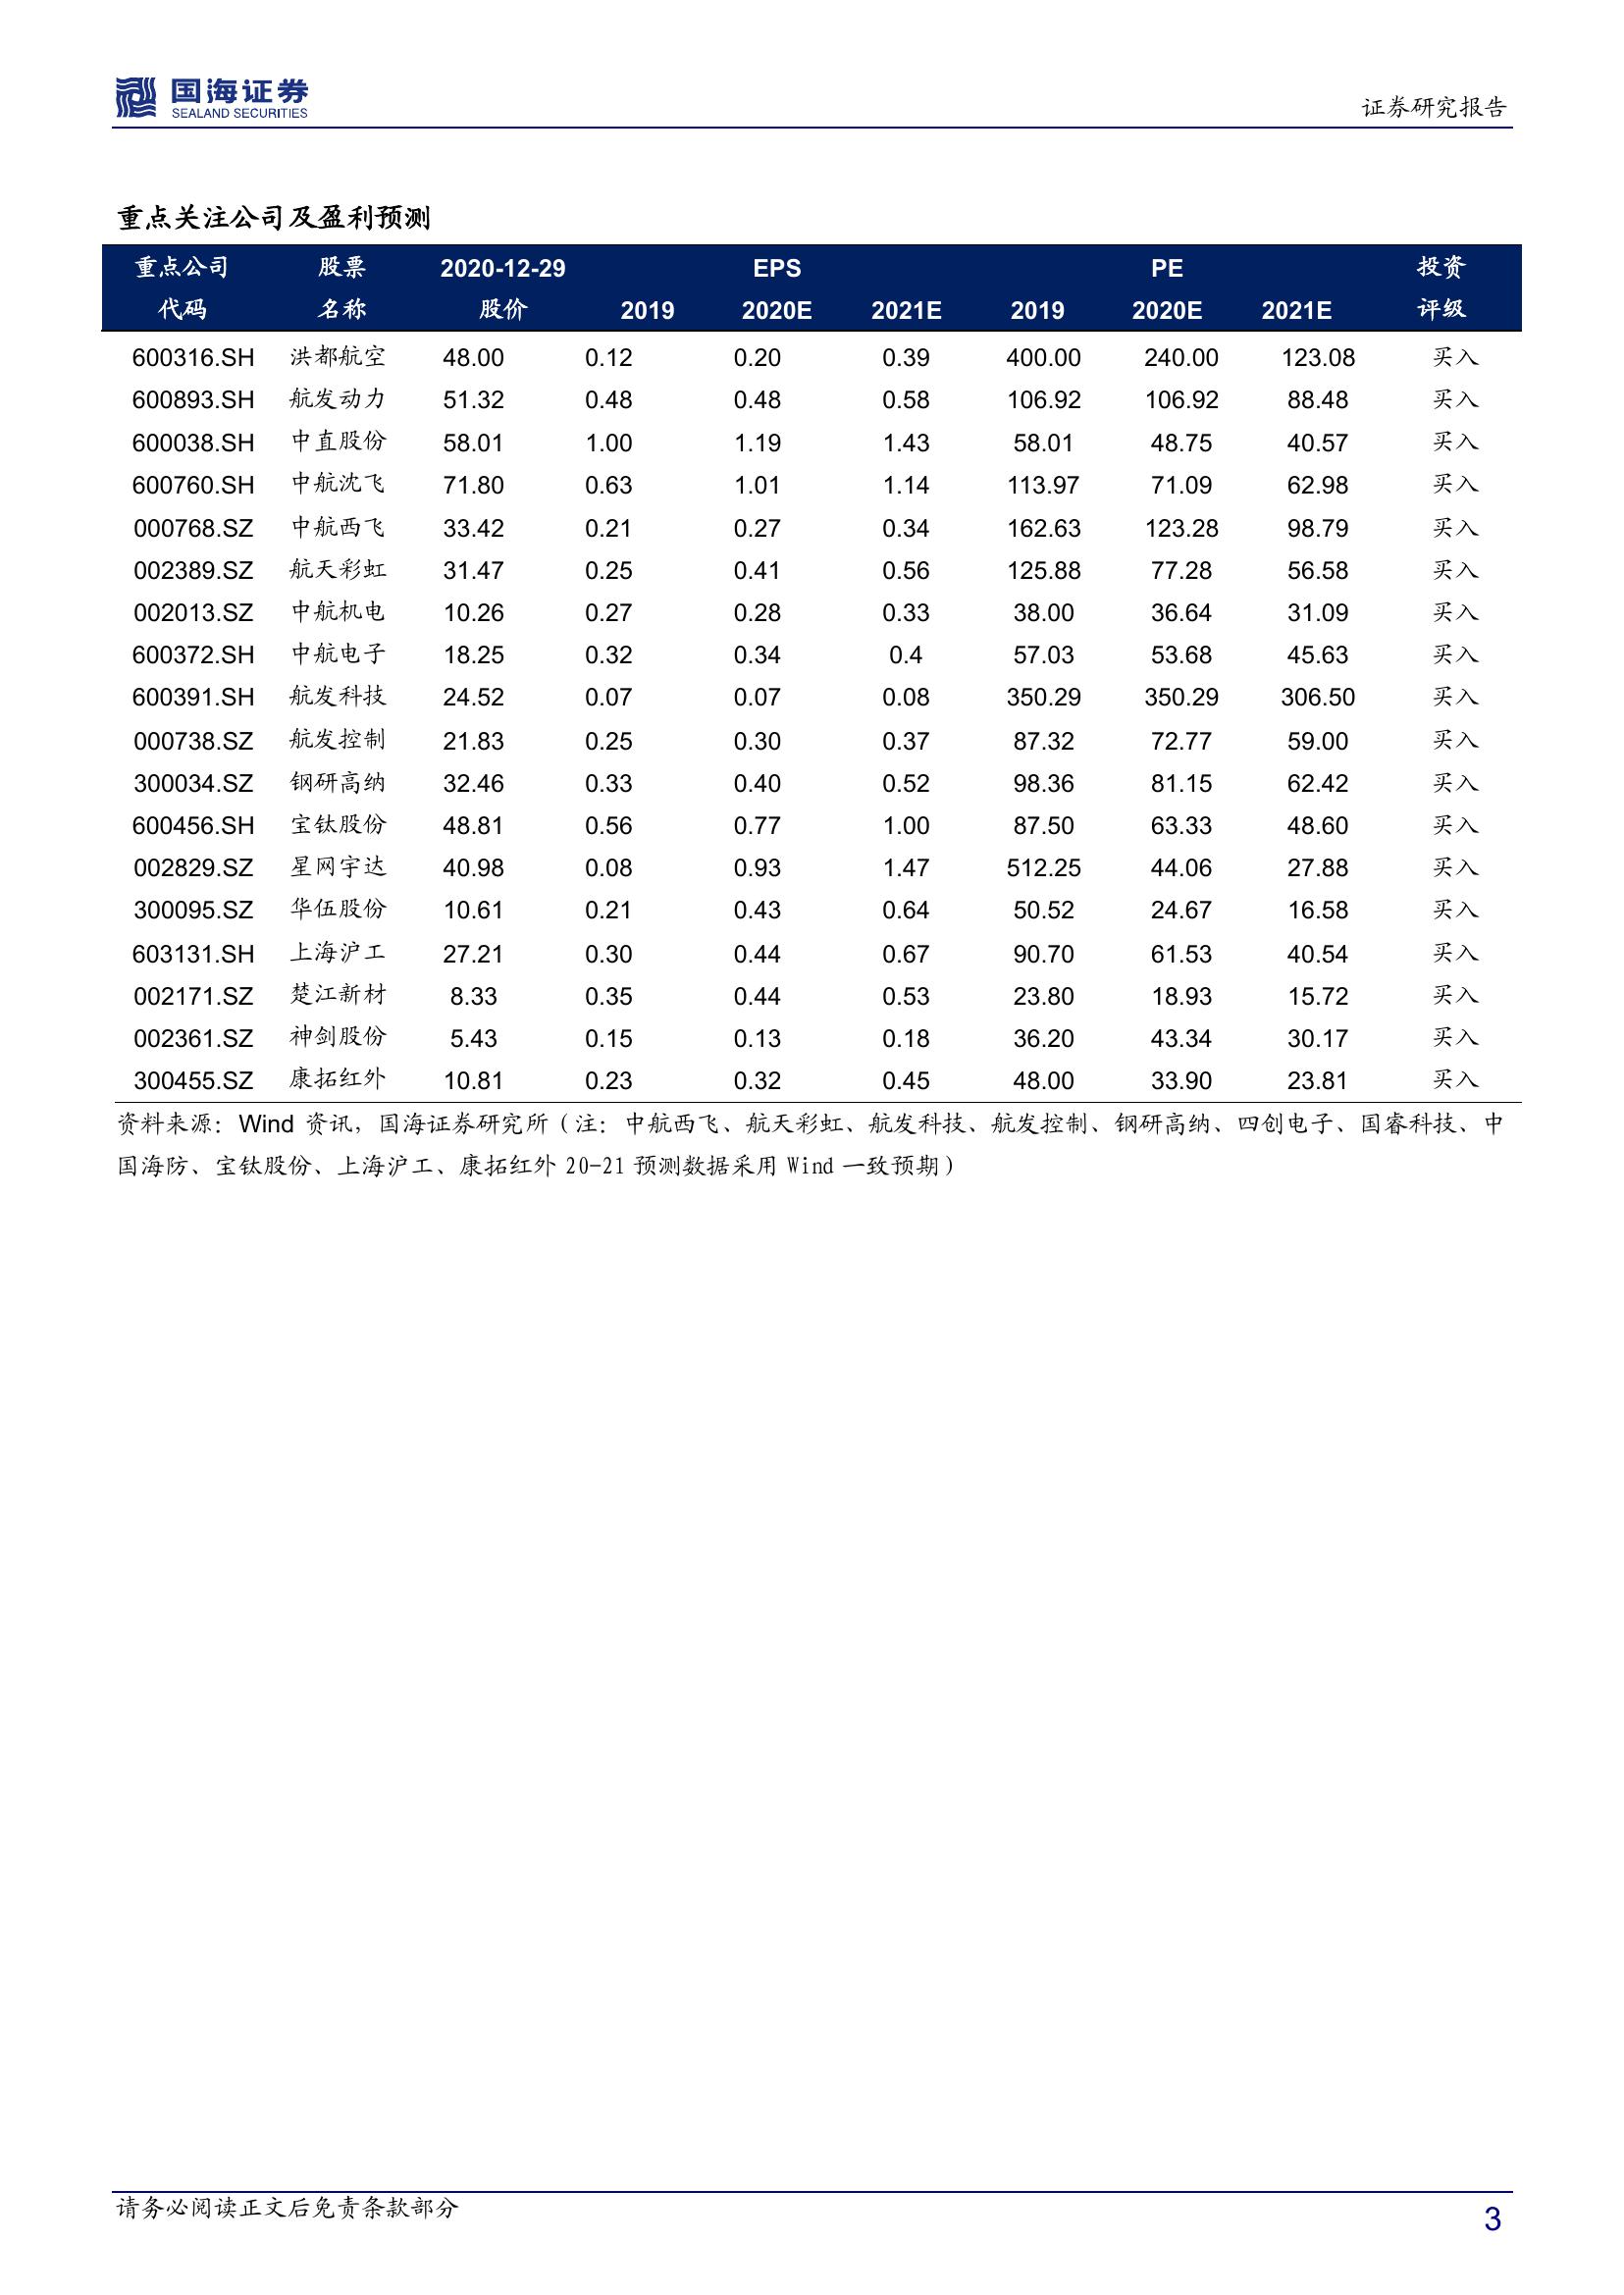 国海证券
SEALAND SECURITIES
证券研究报告
重点关注公司及盈利预测
重点公司 股票 2020-12-29 EPS PE 投资
代码 名称 股价 2019 2020E 2021E 2019 2020E 2021E 评级
600316.SH 洪都航空 48.00 0.12 0.20 0.39 400.00 240.00 123.08 买入
600893.SH 航发动力 51.32 0.48 0.48 0.58 106.92 106.92 88.48 买入
600038.SH 中直股份 58.01 1.00 1.19 1.43 58.01 48.75 40.57 买入
600760.SH 中航沈飞 71.80 0.63 1.01 1.14 113.97 71.09 62.98 买入
000768.SZ 中航西飞 33.42 0.21 0.27 0.34 162.63 123.28 98.79 买入
002389.SZ 航天彩虹 31.47 0.25 0.41 0.56 125.88 77.28 56.58 买入
002013.SZ 中航机电 10.26 0.27 0.28 0.33 38.00 36.64 31.09 买入
600372.SH 中航电子 18.25 0.32 0.34 0.4 57.03 53.68 45.63 买入
600391.SH 航发科技 24.52 0.07 0.07 0.08 350.29 350.29 306.50 买入
000738.SZ 航发控制 21.83 0.25 0.30 0.37 87.32 72.77 59.00 买入
300034.SZ 钢研高纳 32.46 0.33 0.40 0.52 98.36 81.15 62.42 买入
600456.SH 宝钛股份 48.81 0.56 0.77 1.00 87.50 63.33 48.60 买入
002829.SZ 星网宇达 40.98 0.08 0.93 1.47 512.25 44.06 27.88 买入
300095.SZ 华伍股份 10.61 0.21 0.43 0.64 50.52 24.67 16.58 买入
603131.SH 上海沪工 27.21 0.30 0.44 0.67 90.70 61.53 40.54 买入
002171.SZ 楚江新材 8.33 0.35 0.44 0.53 23.80 18.93 15.72 买入
002361.SZ 神剑股份 5.43 0.15 0.13 0.18 36.20 43.34 30.17 买入
300455.SZ 康拓红外 10.81 0.23 0.32 0.45 48.00 33.90 23.81 买入
资料来源：Wind 资讯，国海证券研究所（注：中航西飞、航天彩虹、航发科技、航发控制、钢研高纳、四创电子、国睿科技、中
国海防、宝钛股份、上海沪工、康拓红外 20-21 预测数据采用 Wind 一致预期）
请务必阅读正文后免责条款部分
3